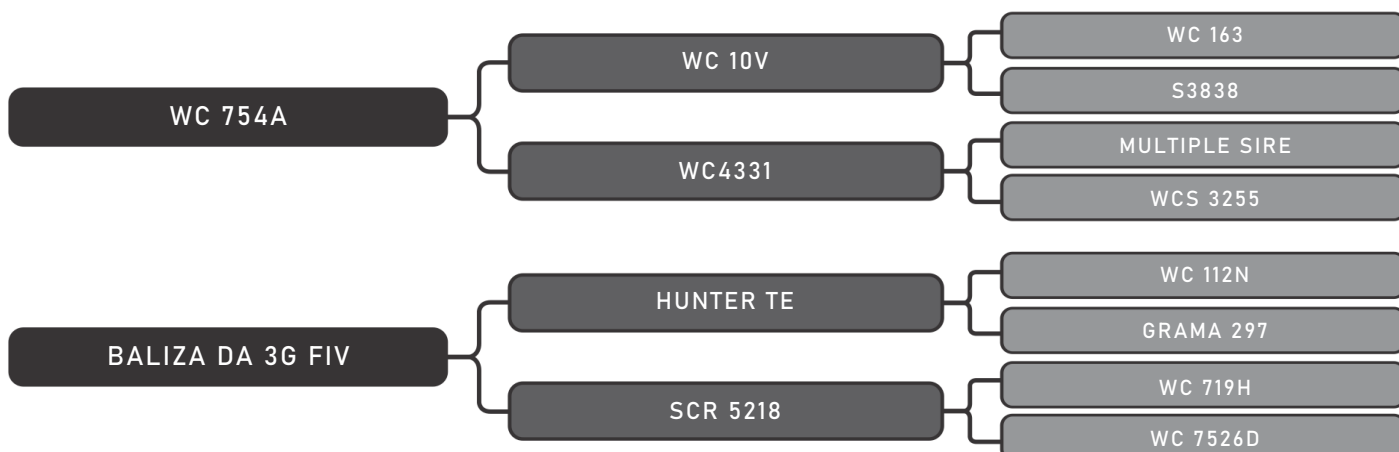 WC 754A
WC 10V
WC 163
S3838
WC4331
MULTIPLE SIRE
WCS 3255
BALIZA DA 3G FIV
HUNTER TE
WC 112N
GRAMA 297
SCR 5218
WC 719H
WC 7526D